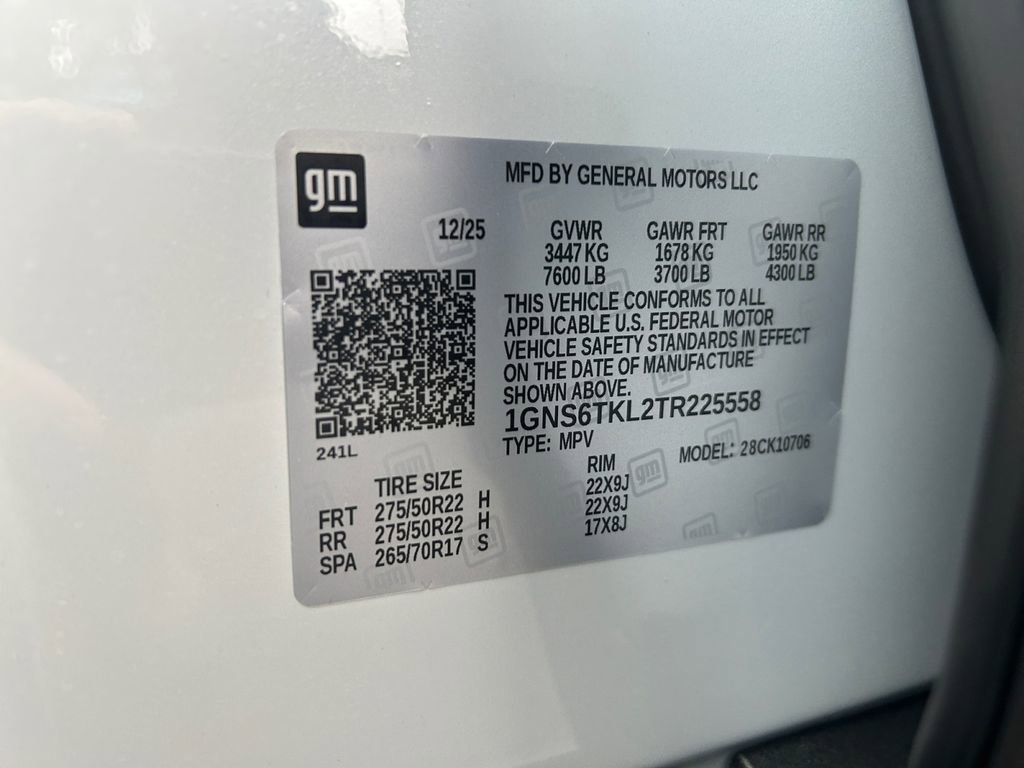 gm
MFD BY GENERAL MOTORS LLC
12/25 GVWR GAWR FRT GAWR RR
3447 KG 1678 KG 1950 KG
7600 LB 3700 LB 4300 LB
THIS VEHICLE CONFORMS TO ALL
APPLICABLE U.S. FEDERAL MOTOR
VEHICLE SAFETY STANDARDS IN EFFECT
ON THE DATE OF MANUFACTURE
SHOWN ABOVE.
1GNS6TKL2TR225558
TYPE: MPV MODEL: 28CK10706
241L
TIRE SIZE RIM
FRT 275/50R22 H 22X9J
RR 275/50R22 H 22X9J
SPA 265/70R17 S 17X8J